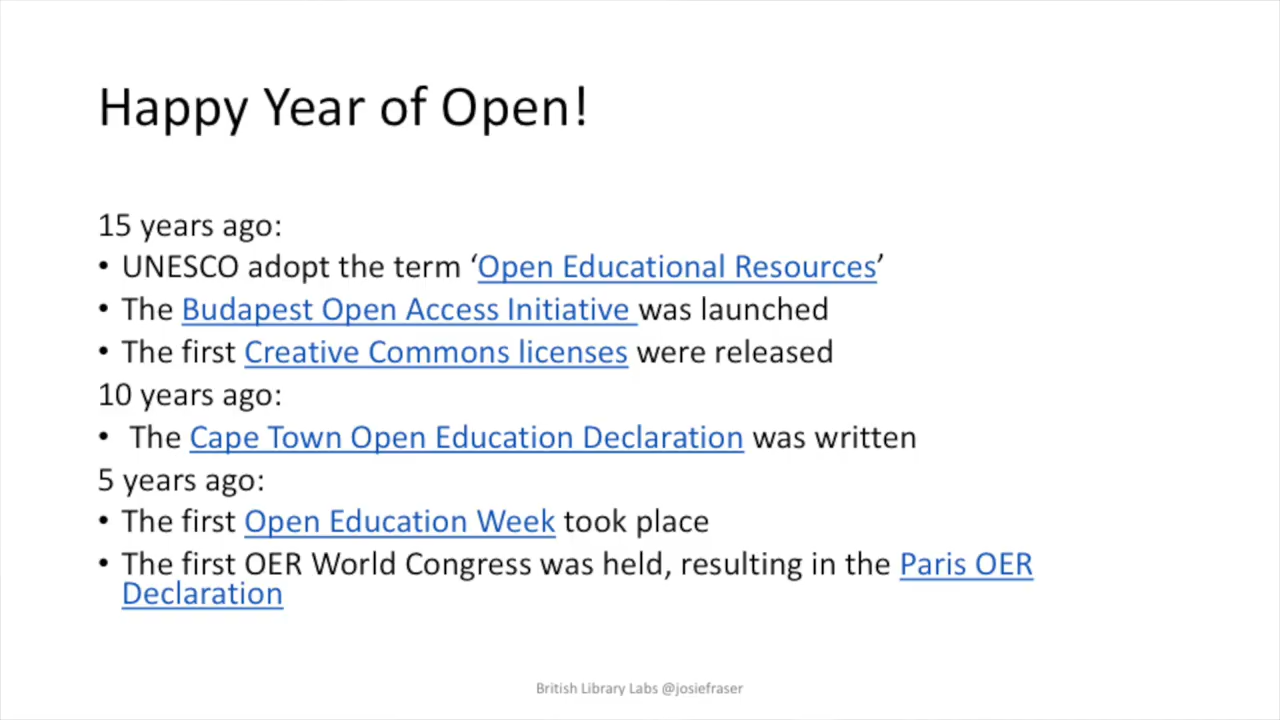 Happy Year of Open!
15 years ago:
• UNESCO adopt the term ‘Open Educational Resources’
• The Budapest Open Access Initiative was launched
• The first Creative Commons licenses were released
10 years ago:
• The Cape Town Open Education Declaration was written
5 years ago:
• The first Open Education Week took place
• The first OER World Congress was held, resulting in the Paris OER
Declaration
British Library Labs @josiefraser